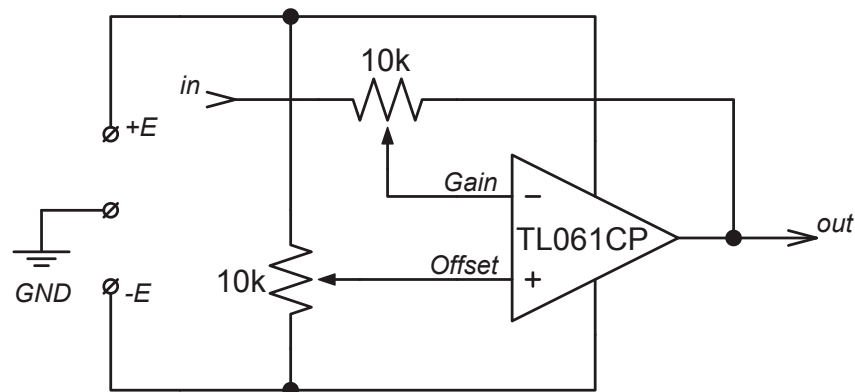 10k
in
+E
Gain
TL061CP
−
+
out
Offset
10k
GND
-E